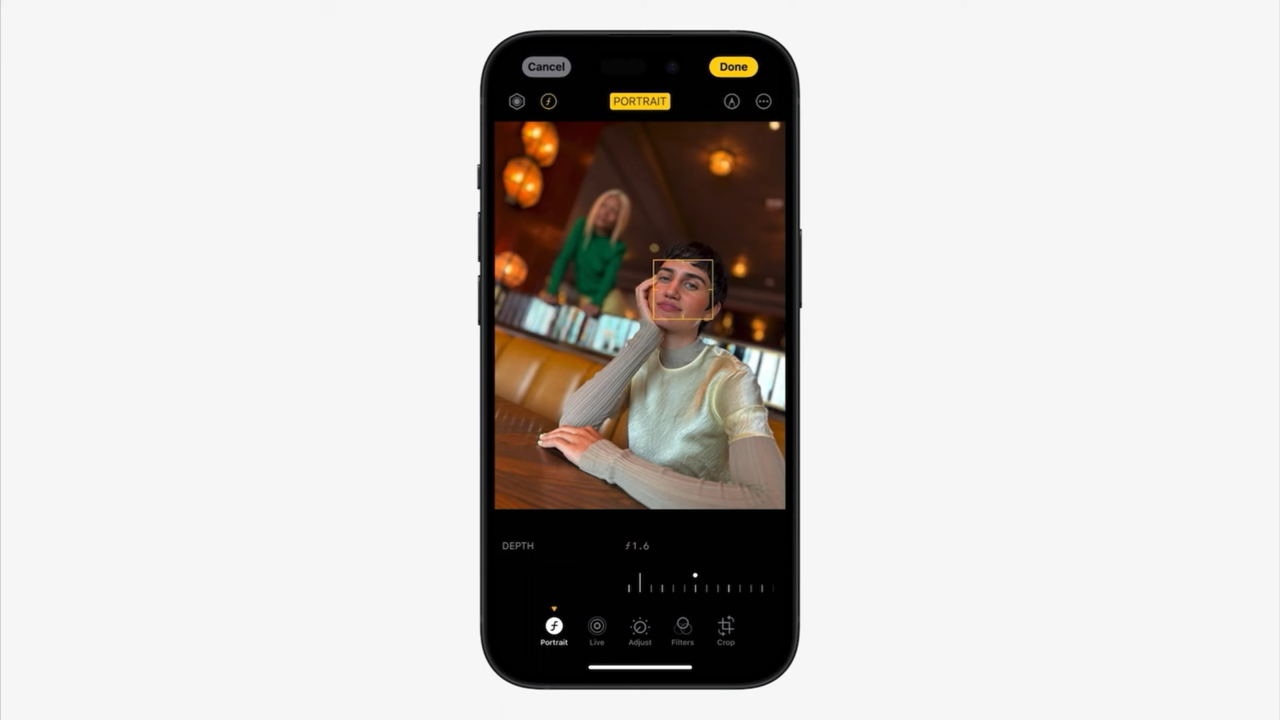 Cancel
Done
PORTRAIT
DEPTH
ƒ1.6
Portrait
Live
Adjust
Filters
Crop